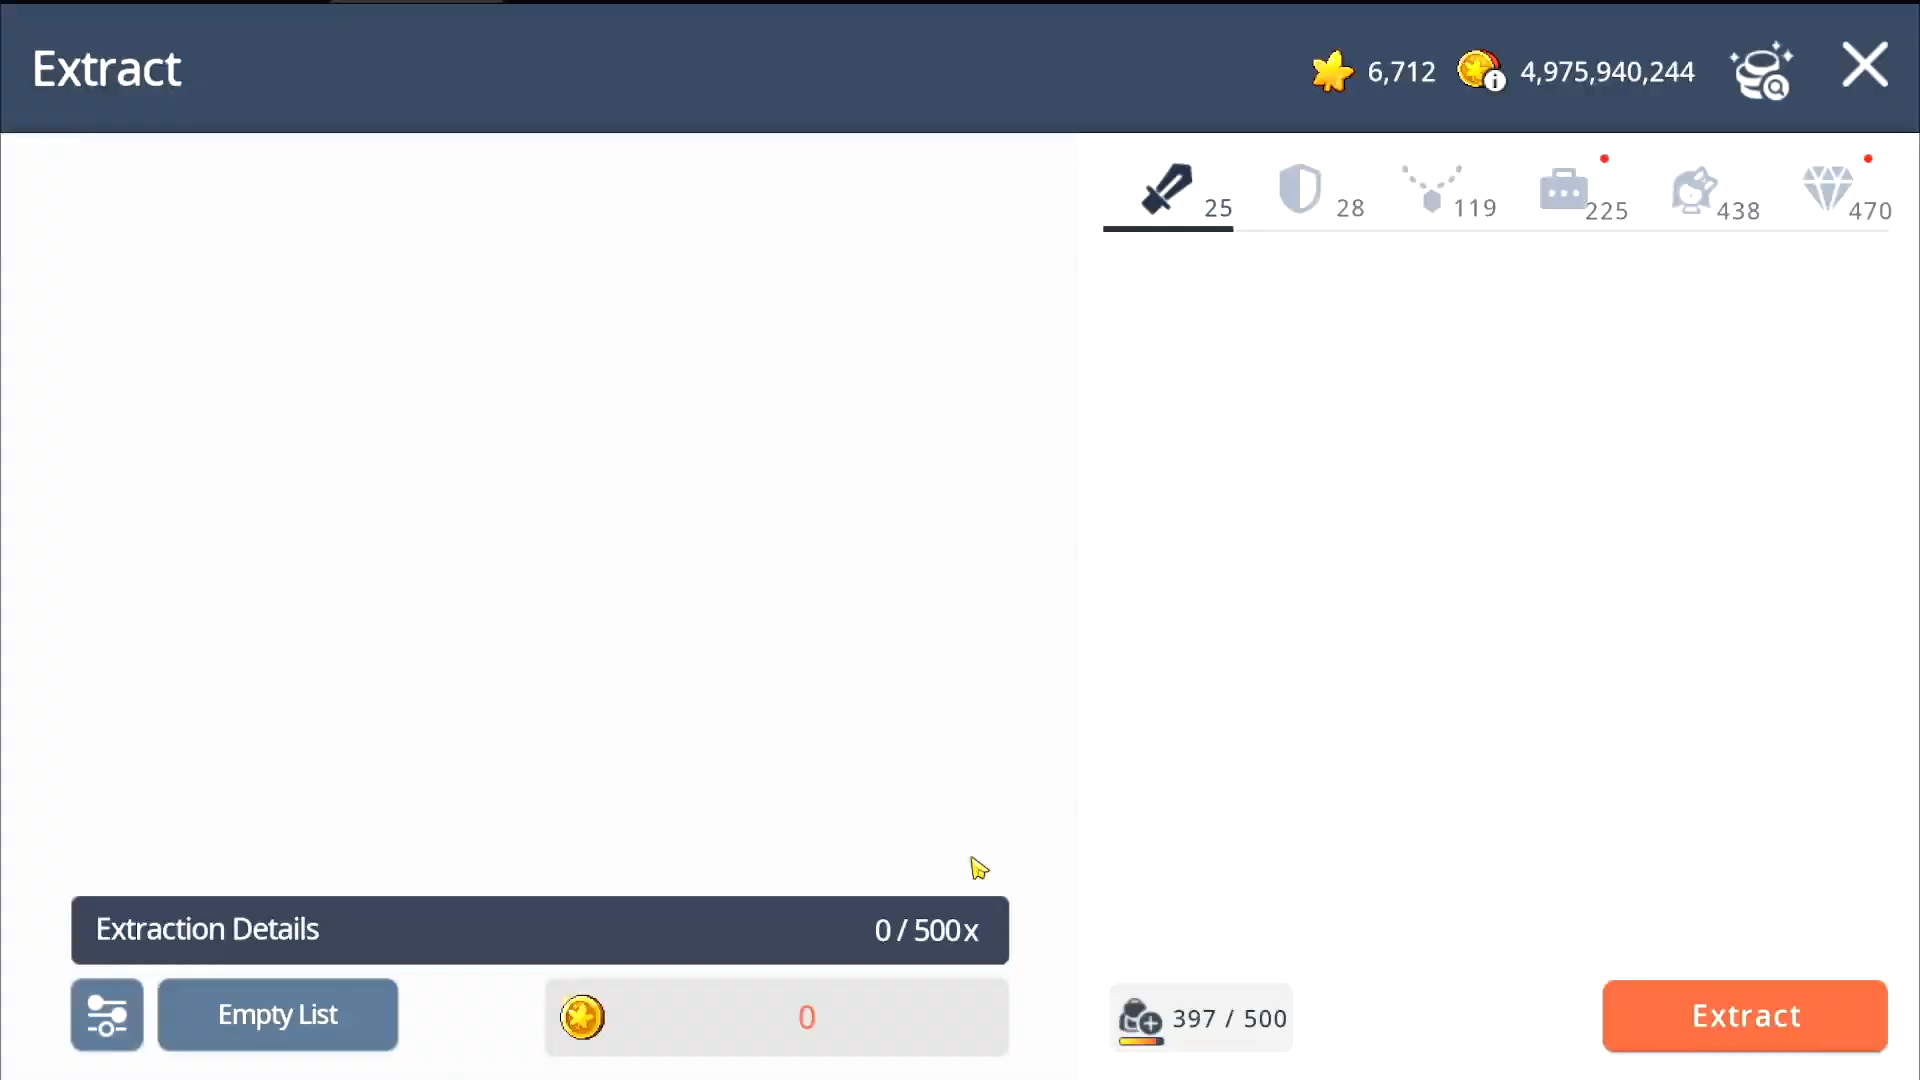 Extract
6,712
4,975,940,244
25
28
119
225
438
470
Extraction Details
0 / 500x
Empty List
0
397 / 500
Extract